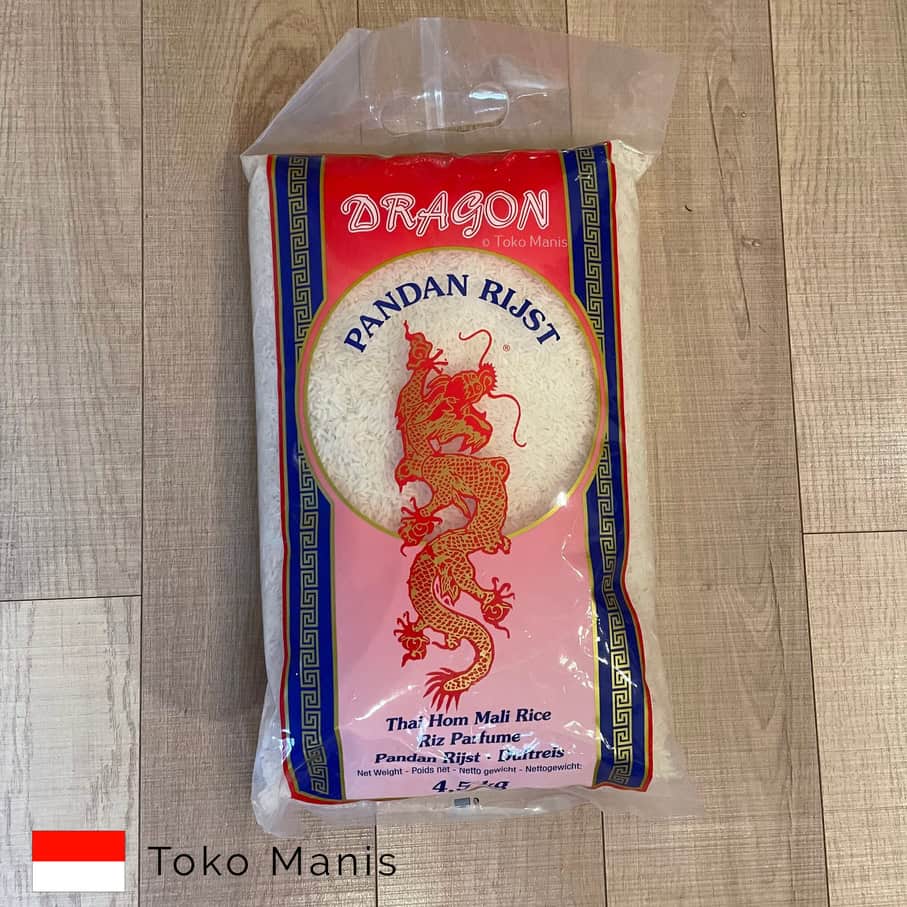 DRAGON
© Toko Manis
PANDAN RIJST
®
Thai Hom Mali Rice
Riz Parfume
Pandan Rijst · Duftreis
Net Weight - Poids net - Netto gewicht - Nettogewicht:
4.5 kg
Toko Manis